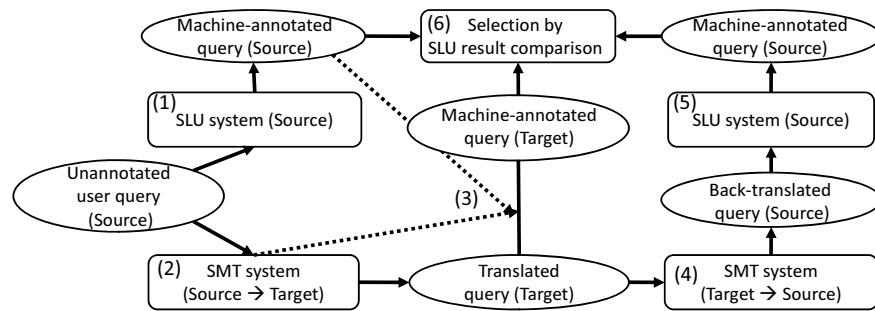 Machine-annotated
query (Source)
(6)
Selection by
SLU result comparison
Machine-annotated
query (Source)
(1)
SLU system (Source)
Machine-annotated
query (Target)
(5)
SLU system (Source)
Unannotated
user query
(Source)
(3)
Back-translated
query (Source)
(2)
SMT system
(Source → Target)
Translated
query (Target)
(4)
SMT system
(Target → Source)